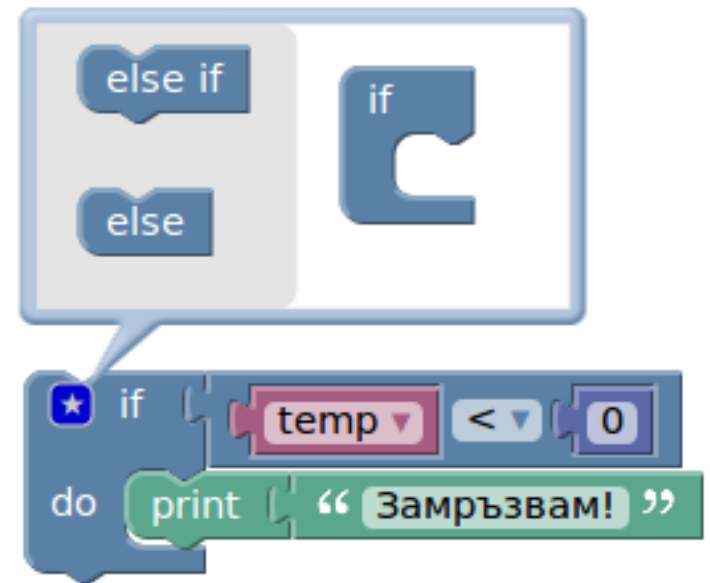 else if
if
else
if temp < 0
do print “ Замръзвам! ”